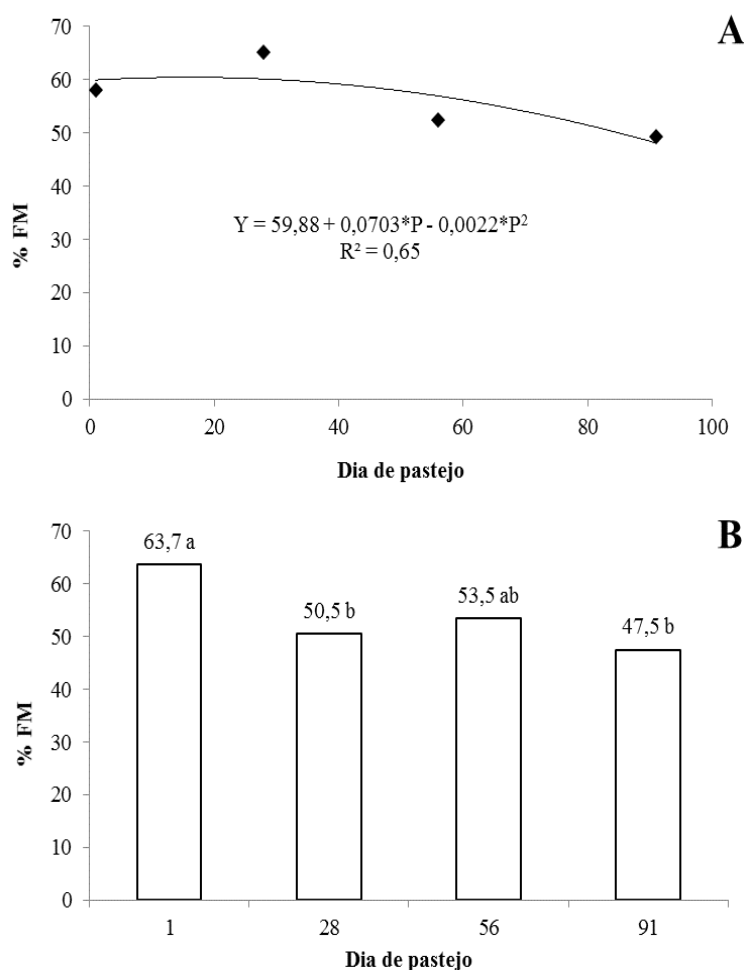 A
70
60
50
40
30
20
10
0
% FM
Y = 59,88 + 0,0703*P - 0,0022*P²
R² = 0,65
0 20 40 60 80 100
Dia de pastejo
B
70
60
50
40
30
20
10
0
% FM
63,7 a
50,5 b
53,5 ab
47,5 b
1 28 56 91
Dia de pastejo